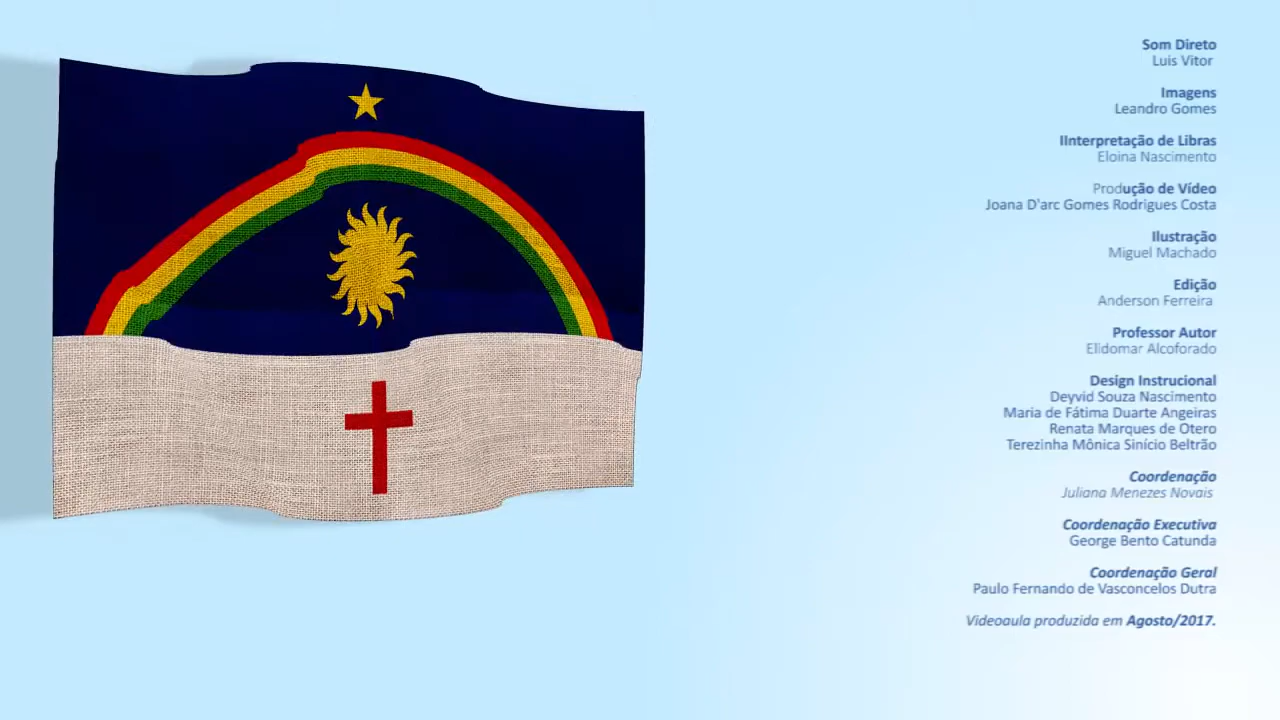 Som Direto
Luis Vitor
Imagens
Leandro Gomes
IInterpretação de Libras
Eloina Nascimento
Produção de Vídeo
Joana D'arc Gomes Rodrigues Costa
Ilustração
Miguel Machado
Edição
Anderson Ferreira
Professor Autor
Elidomar Alcoforado
Design Instrucional
Deyvid Souza Nascimento
Maria de Fátima Duarte Angeiras
Renata Marques de Otero
Terezinha Mônica Sinício Beltrão
Coordenação
Juliana Menezes Novais
Coordenação Executiva
George Bento Catunda
Coordenação Geral
Paulo Fernando de Vasconcelos Dutra
Videoaula produzida em Agosto/2017.